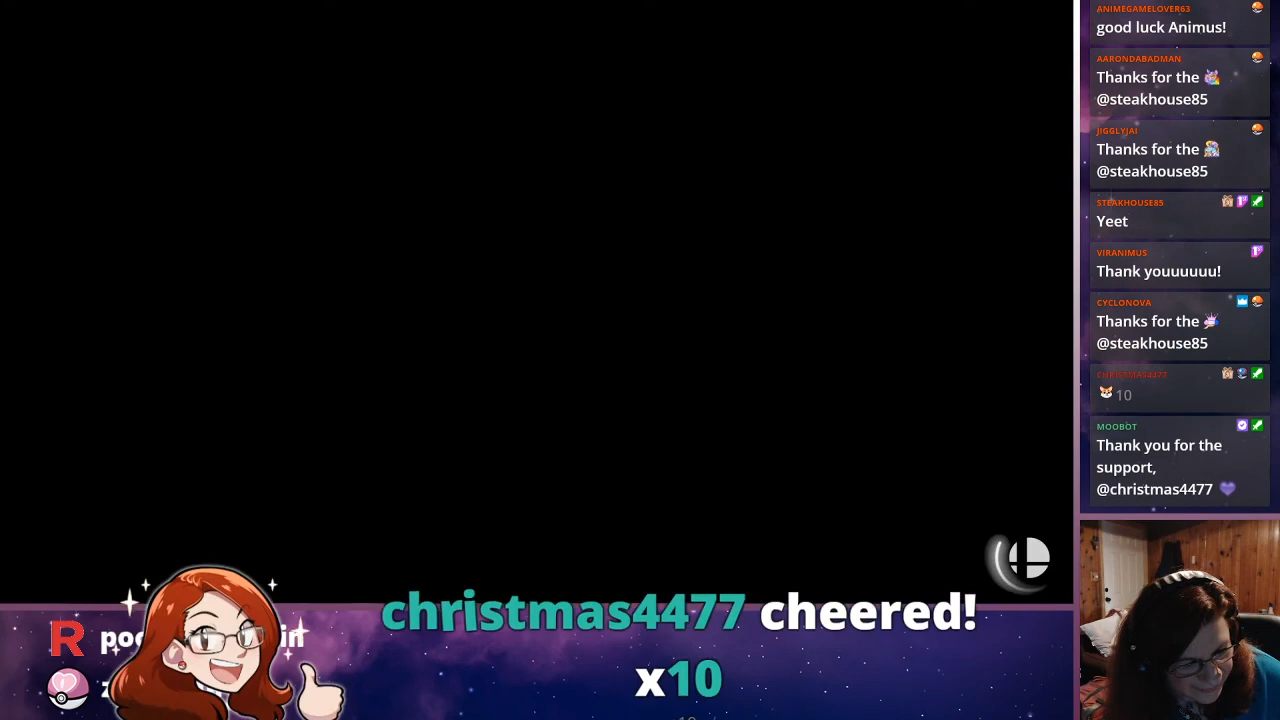 ANIMEGAMELOVER63
good luck Animus!
AARONDABADMAN
Thanks for the
@steakhouse85
JIGGLYJAI
Thanks for the
@steakhouse85
STEAKHOUSE85
Yeet
VIRANIMUS
Thank youuuuuu!
CYCLONOVA
Thanks for the
@steakhouse85
CHRISTMAS4477
10
MOOBOT
Thank you for the
support,
@christmas4477
christmas4477 cheered!
x10
R